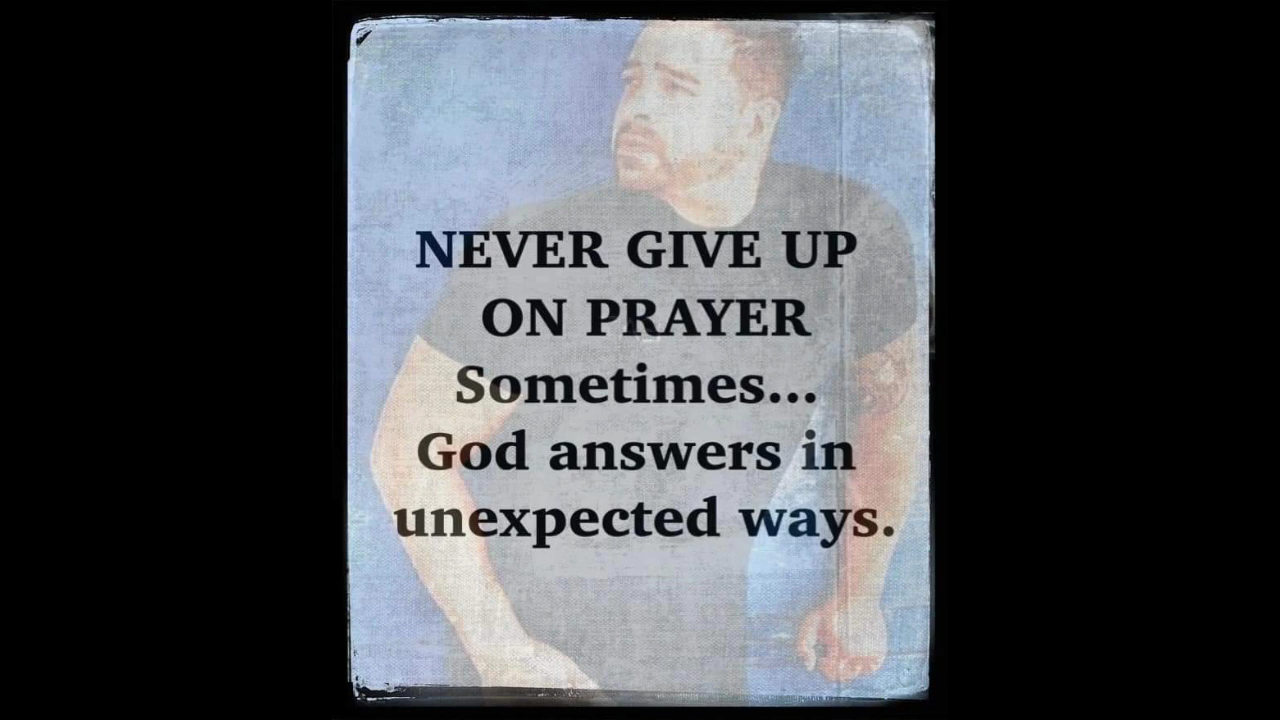 NEVER GIVE UP
ON PRAYER
Sometimes...
God answers in
unexpected ways.